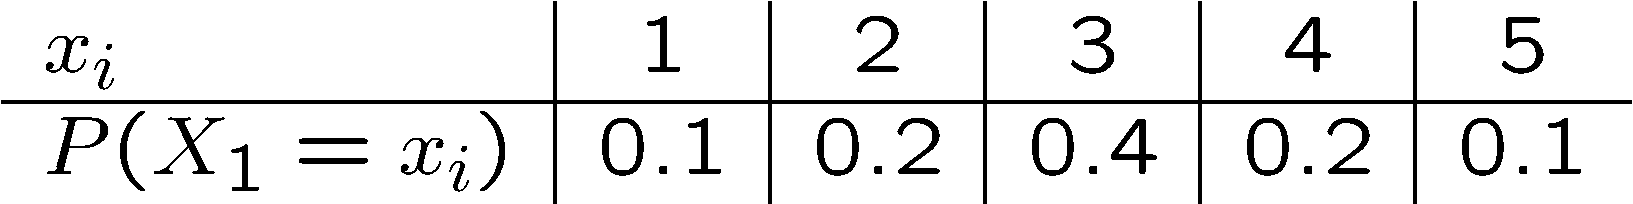 x_i 1 2 3 4 5
P(X_1 = x_i) 0.1 0.2 0.4 0.2 0.1